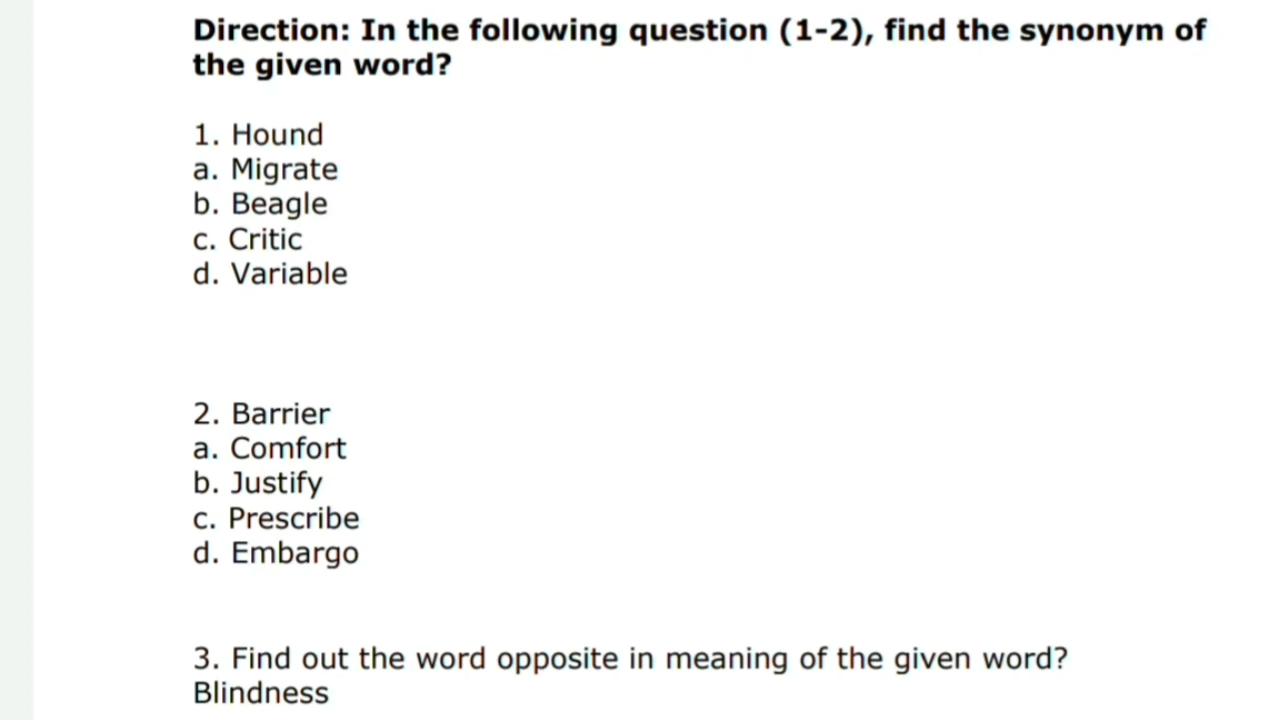 Direction: In the following question (1-2), find the synonym of
the given word?
1. Hound
a. Migrate
b. Beagle
c. Critic
d. Variable
2. Barrier
a. Comfort
b. Justify
c. Prescribe
d. Embargo
3. Find out the word opposite in meaning of the given word?
Blindness